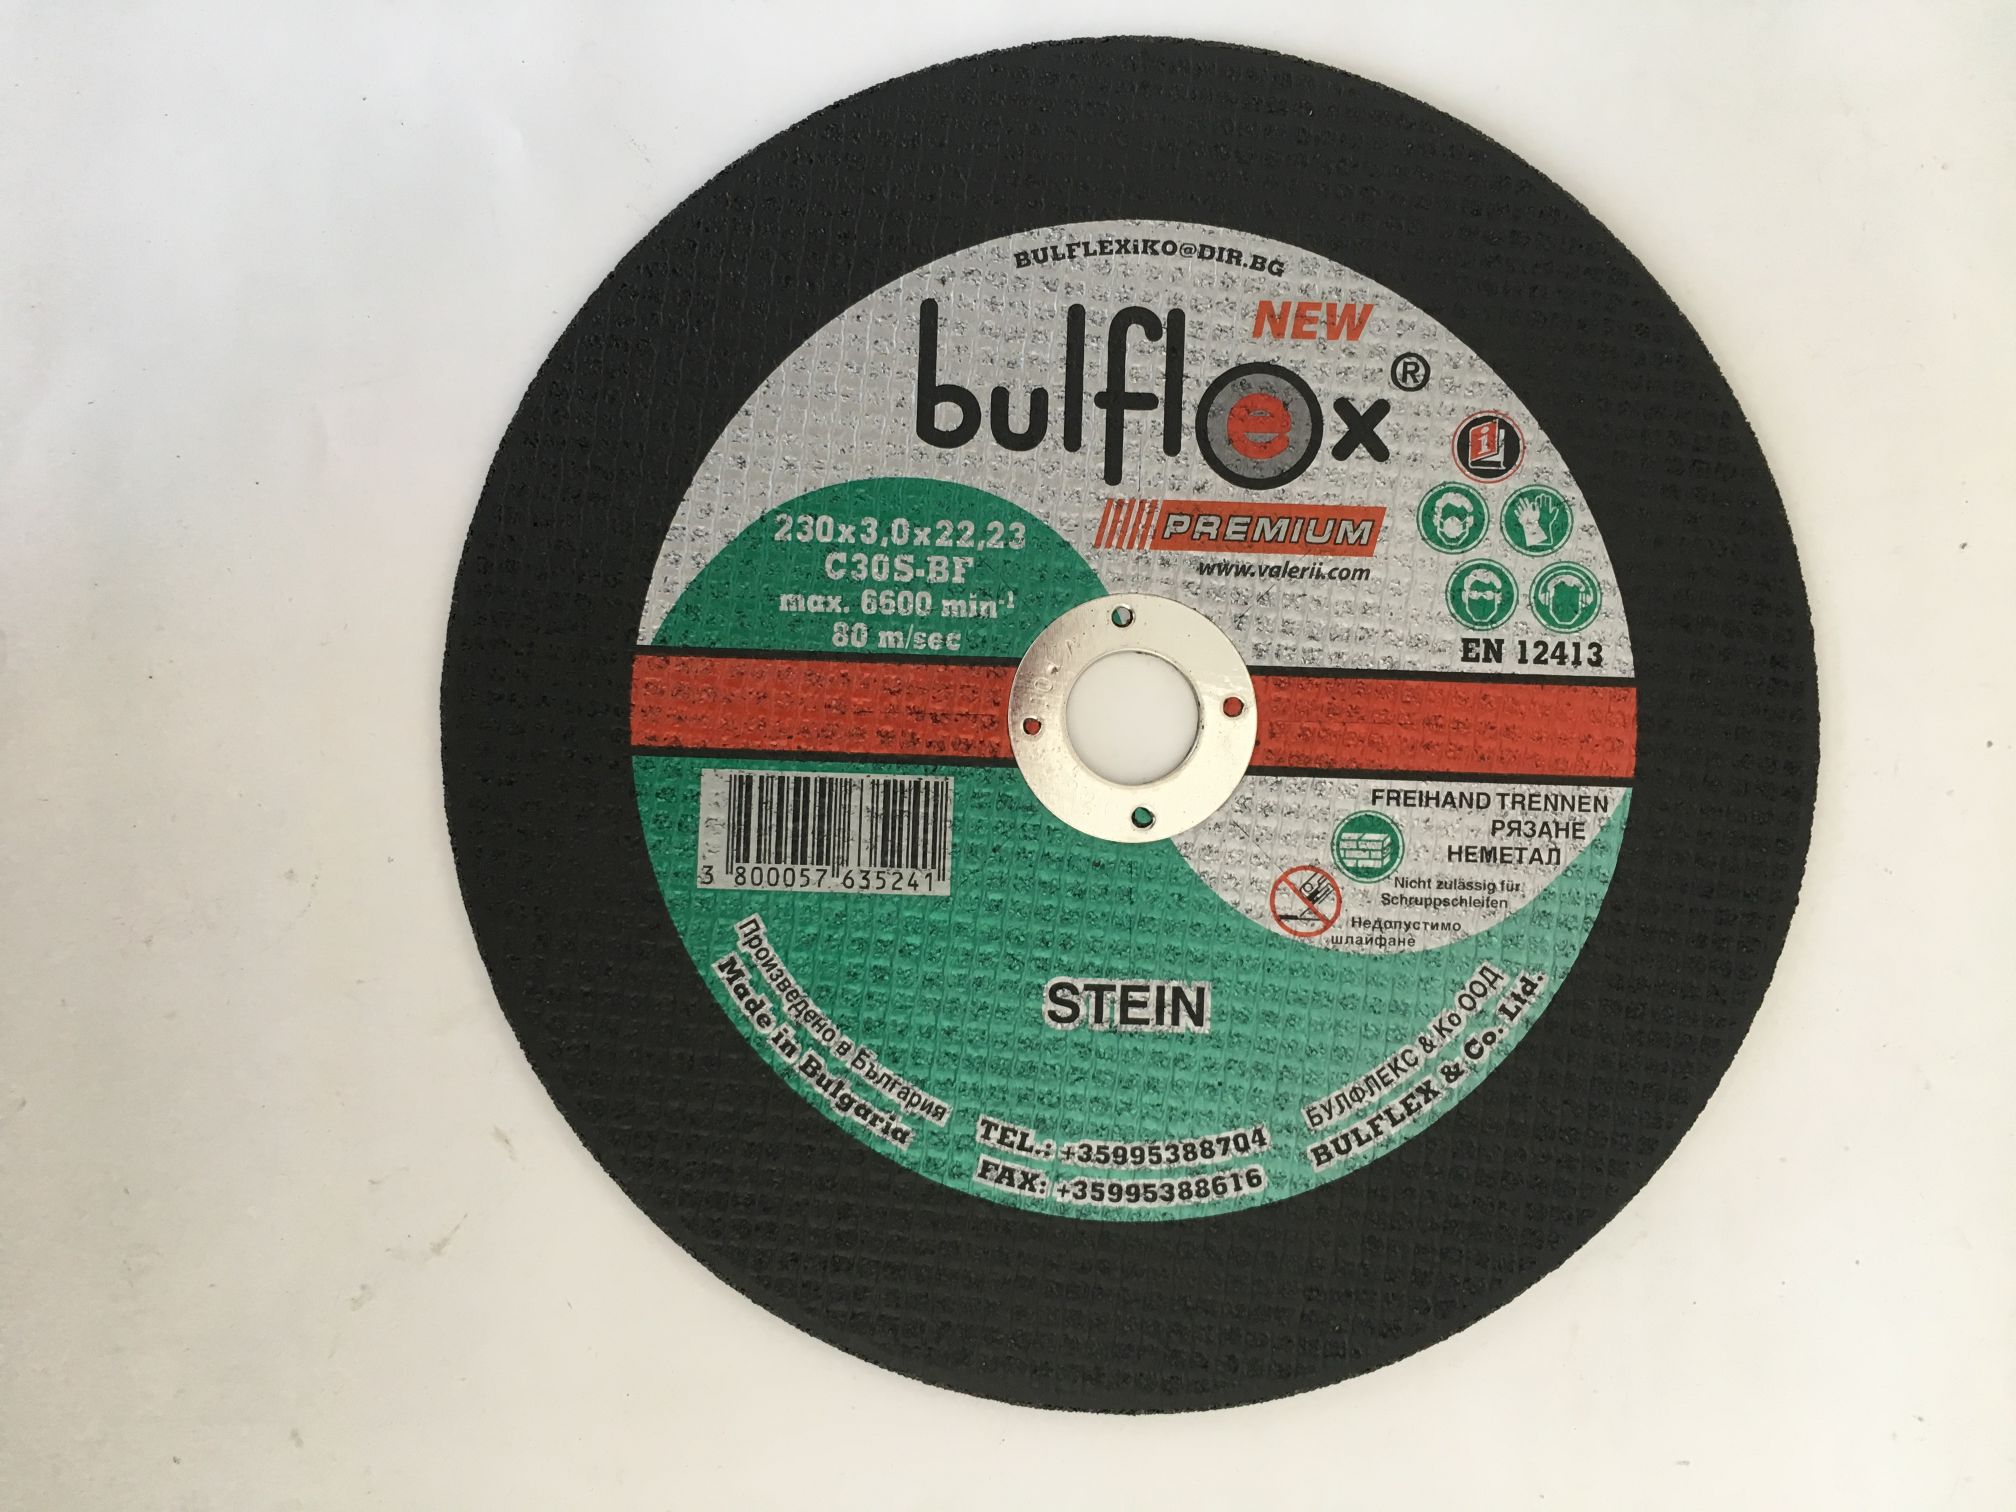 BULFLEXiKO@DIR.BG
NEW
bulflex®
PREMIUM
www.valerii.com
230x3,0x22,23
C30S-BF
max. 6600 min-1
80 m/sec
EN 12413
3 800057 635241
FREIHAND TRENNEN
РЯЗАНЕ
НЕМЕТАЛ
Nicht zulässig für
Schruppschleifen
Недопустимо
шлайфане
STEIN
Произведено в България
Made in Bulgaria
TEL.: +35995388704
FAX: +35995388616
БУЛФЛЕКС & Ко ООД
BULFLEX & Co. Ltd.